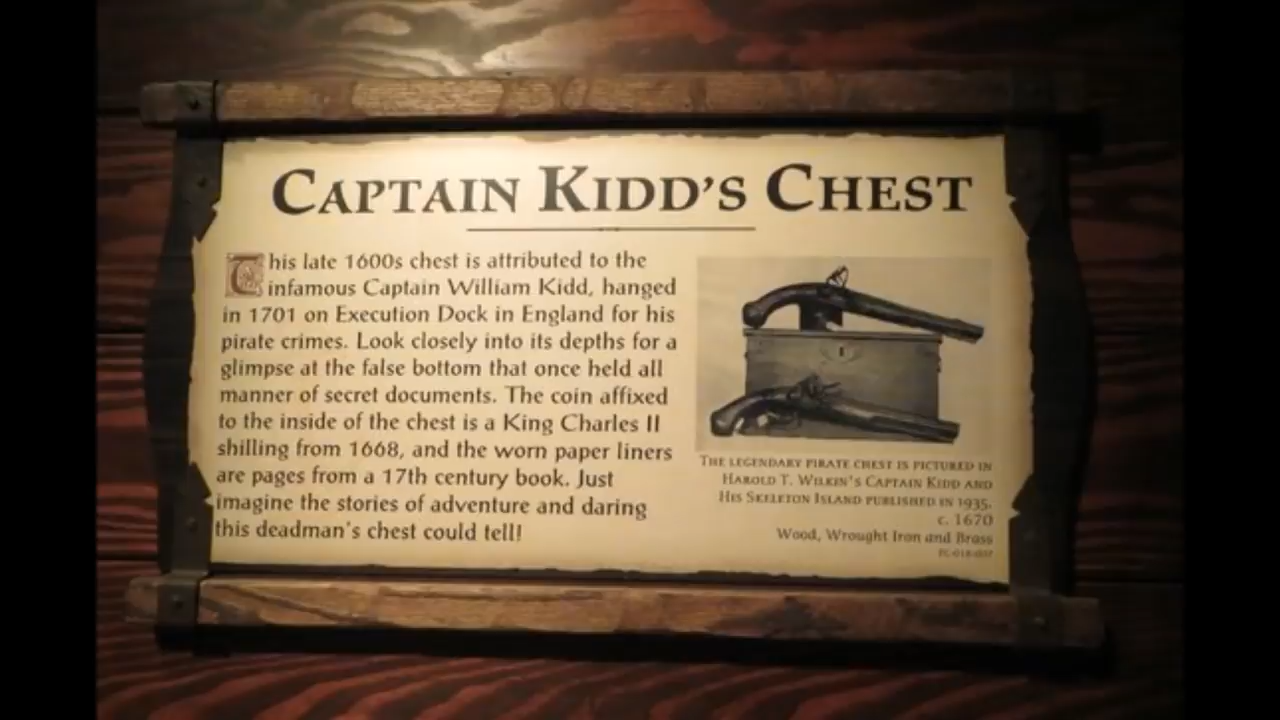 CAPTAIN KIDD'S CHEST
This late 1600s chest is attributed to the
infamous Captain William Kidd, hanged
in 1701 on Execution Dock in England for his
pirate crimes. Look closely into its depths for a
glimpse at the false bottom that once held all
manner of secret documents. The coin affixed
to the inside of the chest is a King Charles II
shilling from 1668, and the worn paper liners
are pages from a 17th century book. Just
imagine the stories of adventure and daring
this deadman's chest could tell!
THE LEGENDARY PIRATE CHEST IS PICTURED IN
HAROLD T. WILKIN'S CAPTAIN KIDD AND
HIS SKELETON ISLAND PUBLISHED IN 1935.
c. 1670
Wood, Wrought Iron and Brass